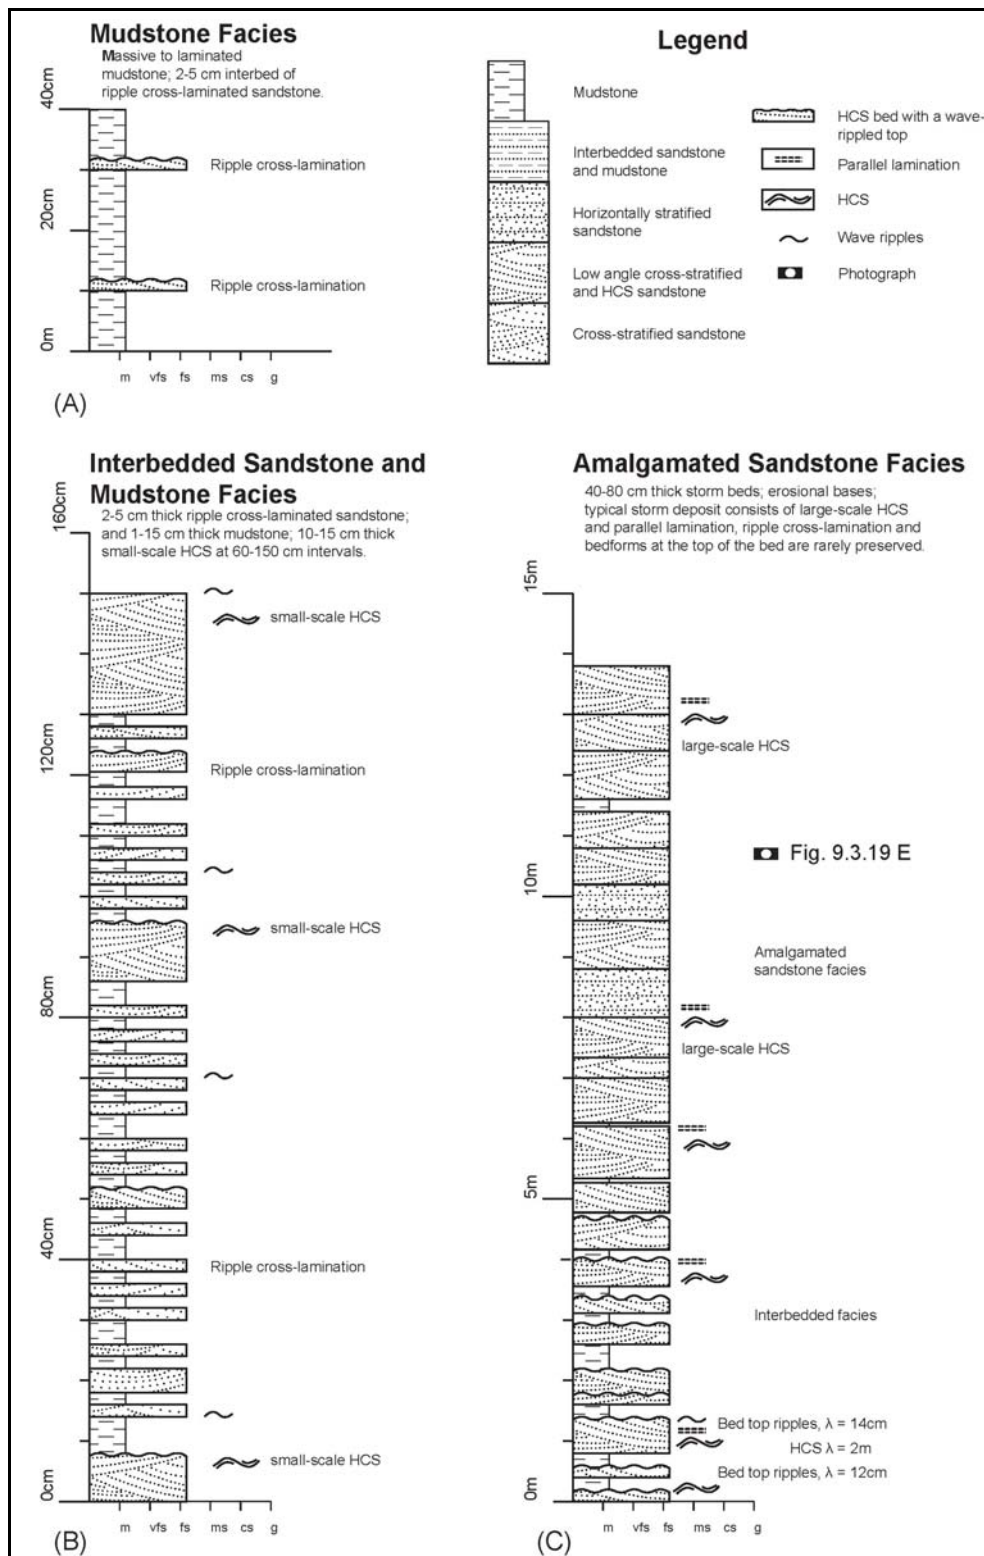 Mudstone Facies
Massive to laminated
mudstone; 2-5 cm interbed of
ripple cross-laminated sandstone.
40cm
20cm
0m
Ripple cross-lamination
Ripple cross-lamination
m vfs fs ms cs g
(A)
Legend
Mudstone
Interbedded sandstone
and mudstone
Horizontally stratified
sandstone
Low angle cross-stratified
and HCS sandstone
Cross-stratified sandstone
HCS bed with a wave-
rippled top
Parallel lamination
HCS
Wave ripples
Photograph
Interbedded Sandstone and
Mudstone Facies
2-5 cm thick ripple cross-laminated sandstone;
and 1-15 cm thick mudstone; 10-15 cm thick
small-scale HCS at 60-150 cm intervals.
160cm
120cm
80cm
40cm
0cm
small-scale HCS
Ripple cross-lamination
small-scale HCS
Ripple cross-lamination
small-scale HCS
m vfs fs ms cs g
(B)
Amalgamated Sandstone Facies
40-80 cm thick storm beds; erosional bases;
typical storm deposit consists of large-scale HCS
and parallel lamination, ripple cross-lamination and
bedforms at the top of the bed are rarely preserved.
15m
10m
5m
0m
large-scale HCS
Fig. 9.3.19 E
Amalgamated
sandstone facies
large-scale HCS
Interbedded facies
Bed top ripples, λ = 14cm
HCS λ = 2m
Bed top ripples, λ = 12cm
m vfs fs ms cs g
(C)